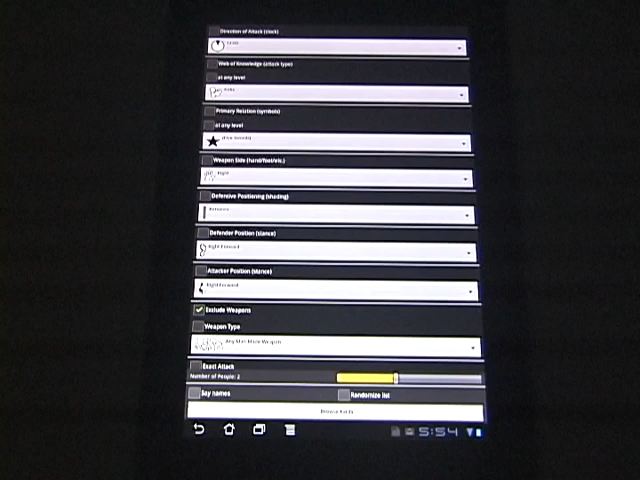 Direction of Attack (clock)
Web of Knowledge (attack type)
at any level
Primary Relation (symbols)
at any level
Weapon Side (hand/foot/etc.)
Right
Defensive Positioning (shading)
Defender Position (stance)
Right Forward
Attacker Position (stance)
Right Forward
Exclude Weapons
Weapon Type
Any Man Made Weapon
Exact Attack
Number of People: 2
Say names
Randomize list
5:54